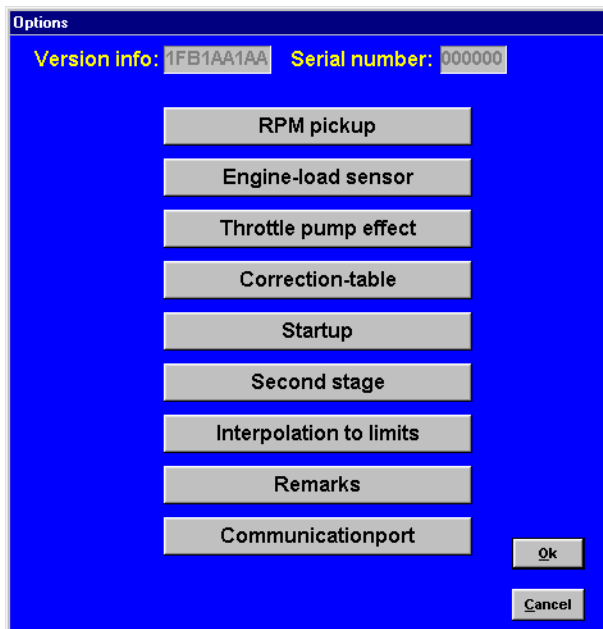 Options
Version info: 1FB1AA1AA Serial number: 000000
RPM pickup
Engine-load sensor
Throttle pump effect
Correction-table
Startup
Second stage
Interpolation to limits
Remarks
Communicationport
Ok
Cancel